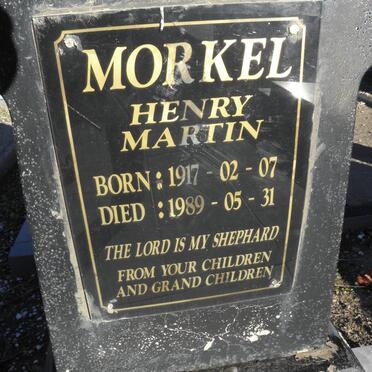 MORKEL
HENRY
MARTIN
BORN : 1917 - 02 - 07
DIED : 1989 - 05 - 31
THE LORD IS MY SHEPHARD
FROM YOUR CHILDREN
AND GRAND CHILDREN